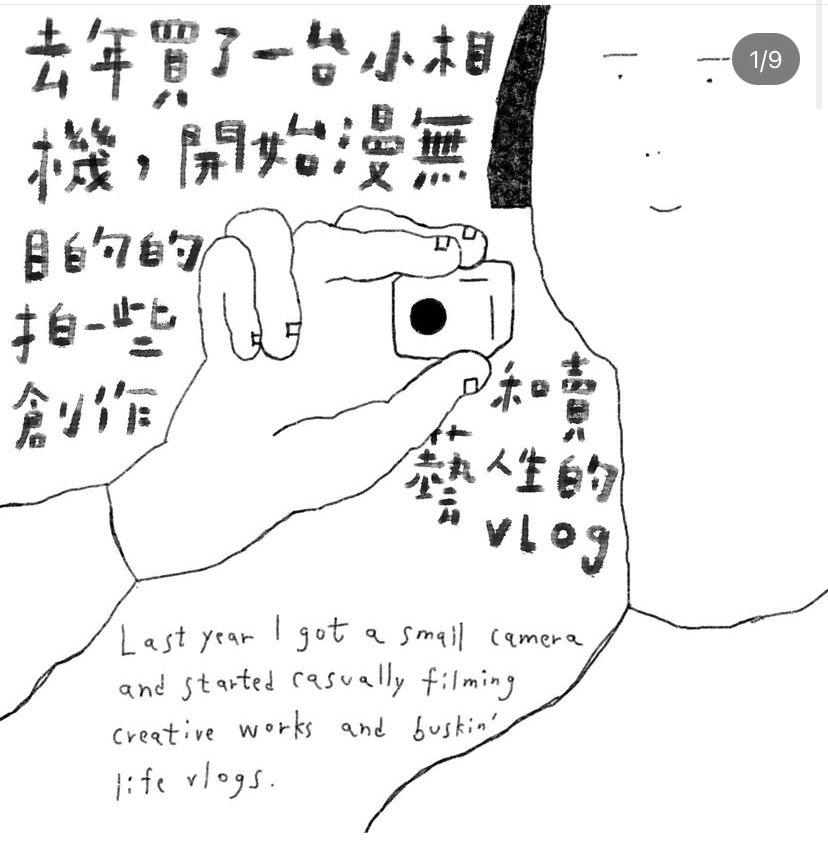 去年買了一台小相
機，開始漫無
目的的
拍一些
創作
和賣
藝人生的
vlog
Last year I got a small camera
and started casually filming
creative works and buskin'
life vlogs.
1/9